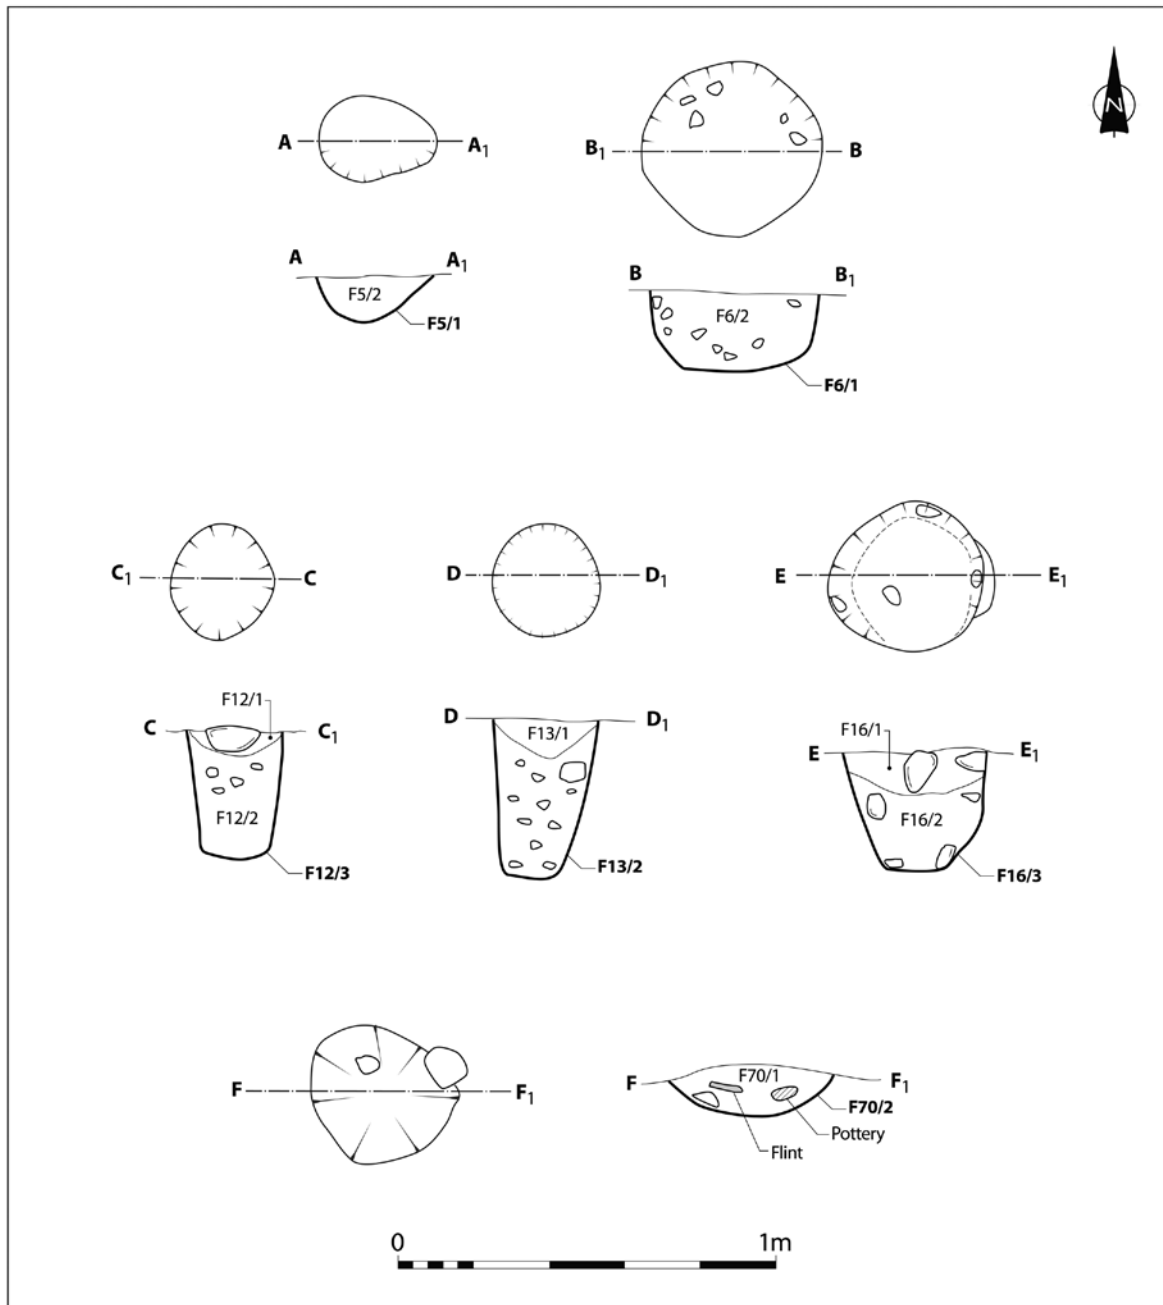 N
A A₁
B₁ B
A A₁
F5/2
F5/1
B B₁
F6/2
F6/1
C₁ C
D D₁
E E₁
F12/1
C C₁
F12/2
F12/3
D D₁
F13/1
F13/2
F16/1
E E₁
F16/2
F16/3
F F₁
F F₁
F70/1
F70/2
Pottery
Flint
0 1m